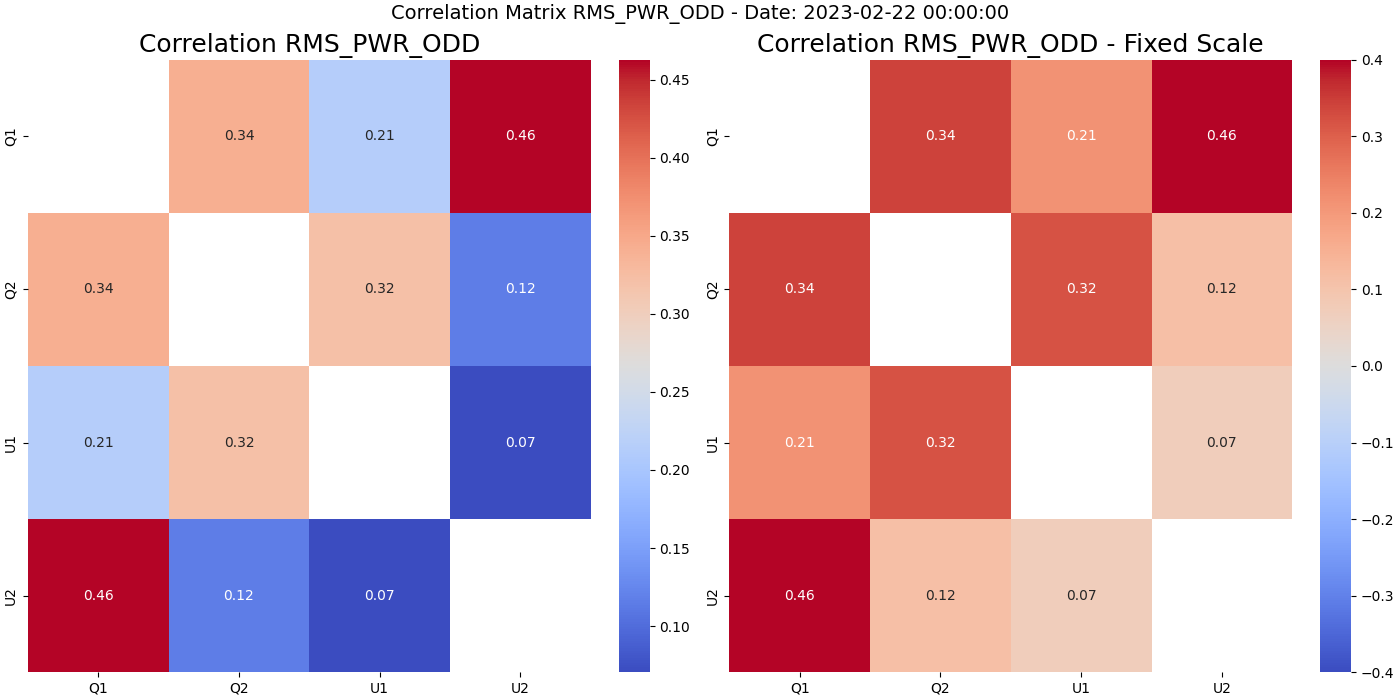 Correlation Matrix RMS_PWR_ODD - Date: 2023-02-22 00:00:00
Correlation RMS_PWR_ODD
Q1
Q2
U1
U2
0.34 0.21 0.46
0.34 0.32 0.12
0.21 0.32 0.07
0.46 0.12 0.07
Q1 Q2 U1 U2
0.45
0.40
0.35
0.30
0.25
0.20
0.15
0.10
Correlation RMS_PWR_ODD - Fixed Scale
Q1
Q2
U1
U2
0.34 0.21 0.46
0.34 0.32 0.12
0.21 0.32 0.07
0.46 0.12 0.07
Q1 Q2 U1 U2
0.4
0.3
0.2
0.1
0.0
−0.1
−0.2
−0.3
−0.4